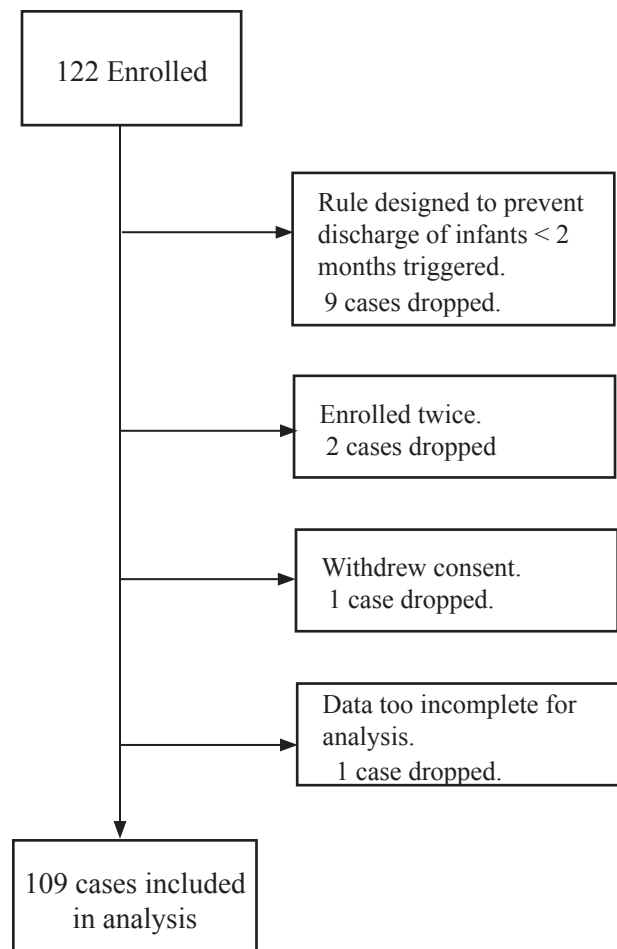 122 Enrolled
Rule designed to prevent
discharge of infants < 2
months triggered.
9 cases dropped.
Enrolled twice.
2 cases dropped
Withdrew consent.
1 case dropped.
Data too incomplete for
analysis.
1 case dropped.
109 cases included
in analysis